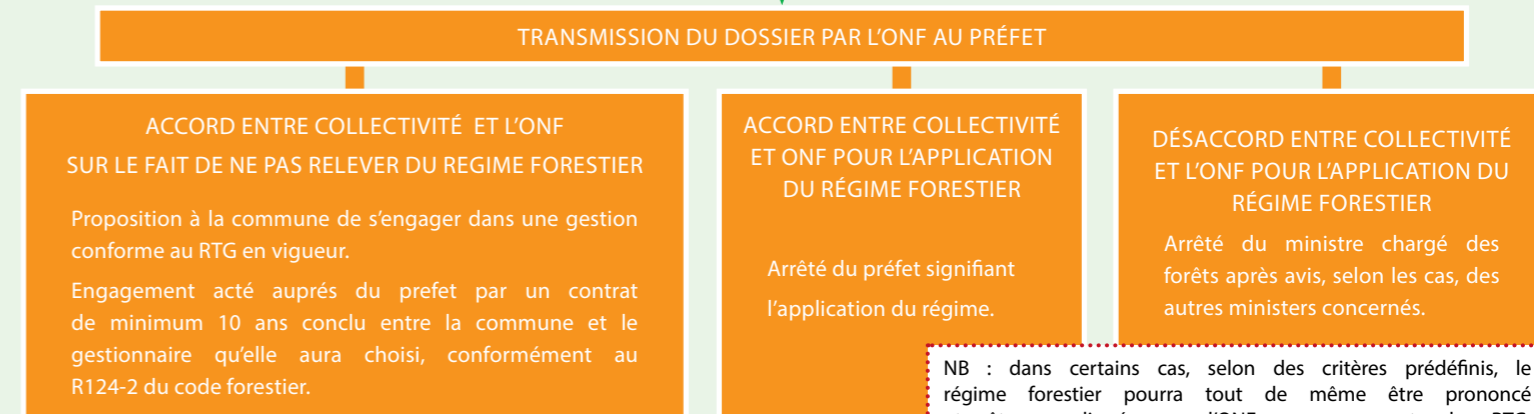 TRANSMISSION DU DOSSIER PAR L'ONF AU PRÉFET
ACCORD ENTRE COLLECTIVITÉ ET L'ONF
SUR LE FAIT DE NE PAS RELEVER DU REGIME FORESTIER
Proposition à la commune de s'engager dans une gestion
conforme au RTG en vigueur.
Engagement acté auprés du prefet par un contrat
de minimum 10 ans conclu entre la commune et le
gestionnaire qu'elle aura choisi, conformément au
R124-2 du code forestier.
ACCORD ENTRE COLLECTIVITÉ
ET ONF POUR L'APPLICATION
DU RÉGIME FORESTIER
Arrêté du préfet signifiant
l'application du régime.
DÉSACCORD ENTRE COLLECTIVITÉ
ET L'ONF POUR L'APPLICATION DU
RÉGIME FORESTIER
Arrêté du ministre chargé des
forêts après avis, selon les cas, des
autres ministers concernés.
NB : dans certains cas, selon des critères prédéfinis, le
régime forestier pourra tout de même être prononcé